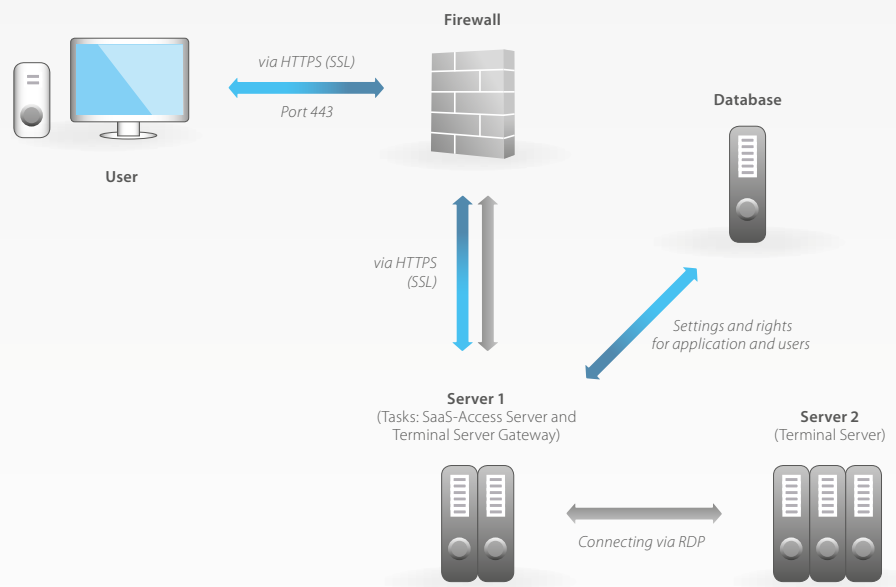 Firewall
via HTTPS (SSL)
Port 443
User
Database
via HTTPS
(SSL)
Settings and rights
for application and users
Server 1
(Tasks: SaaS-Access Server and
Terminal Server Gateway)
Server 2
(Terminal Server)
Connecting via RDP